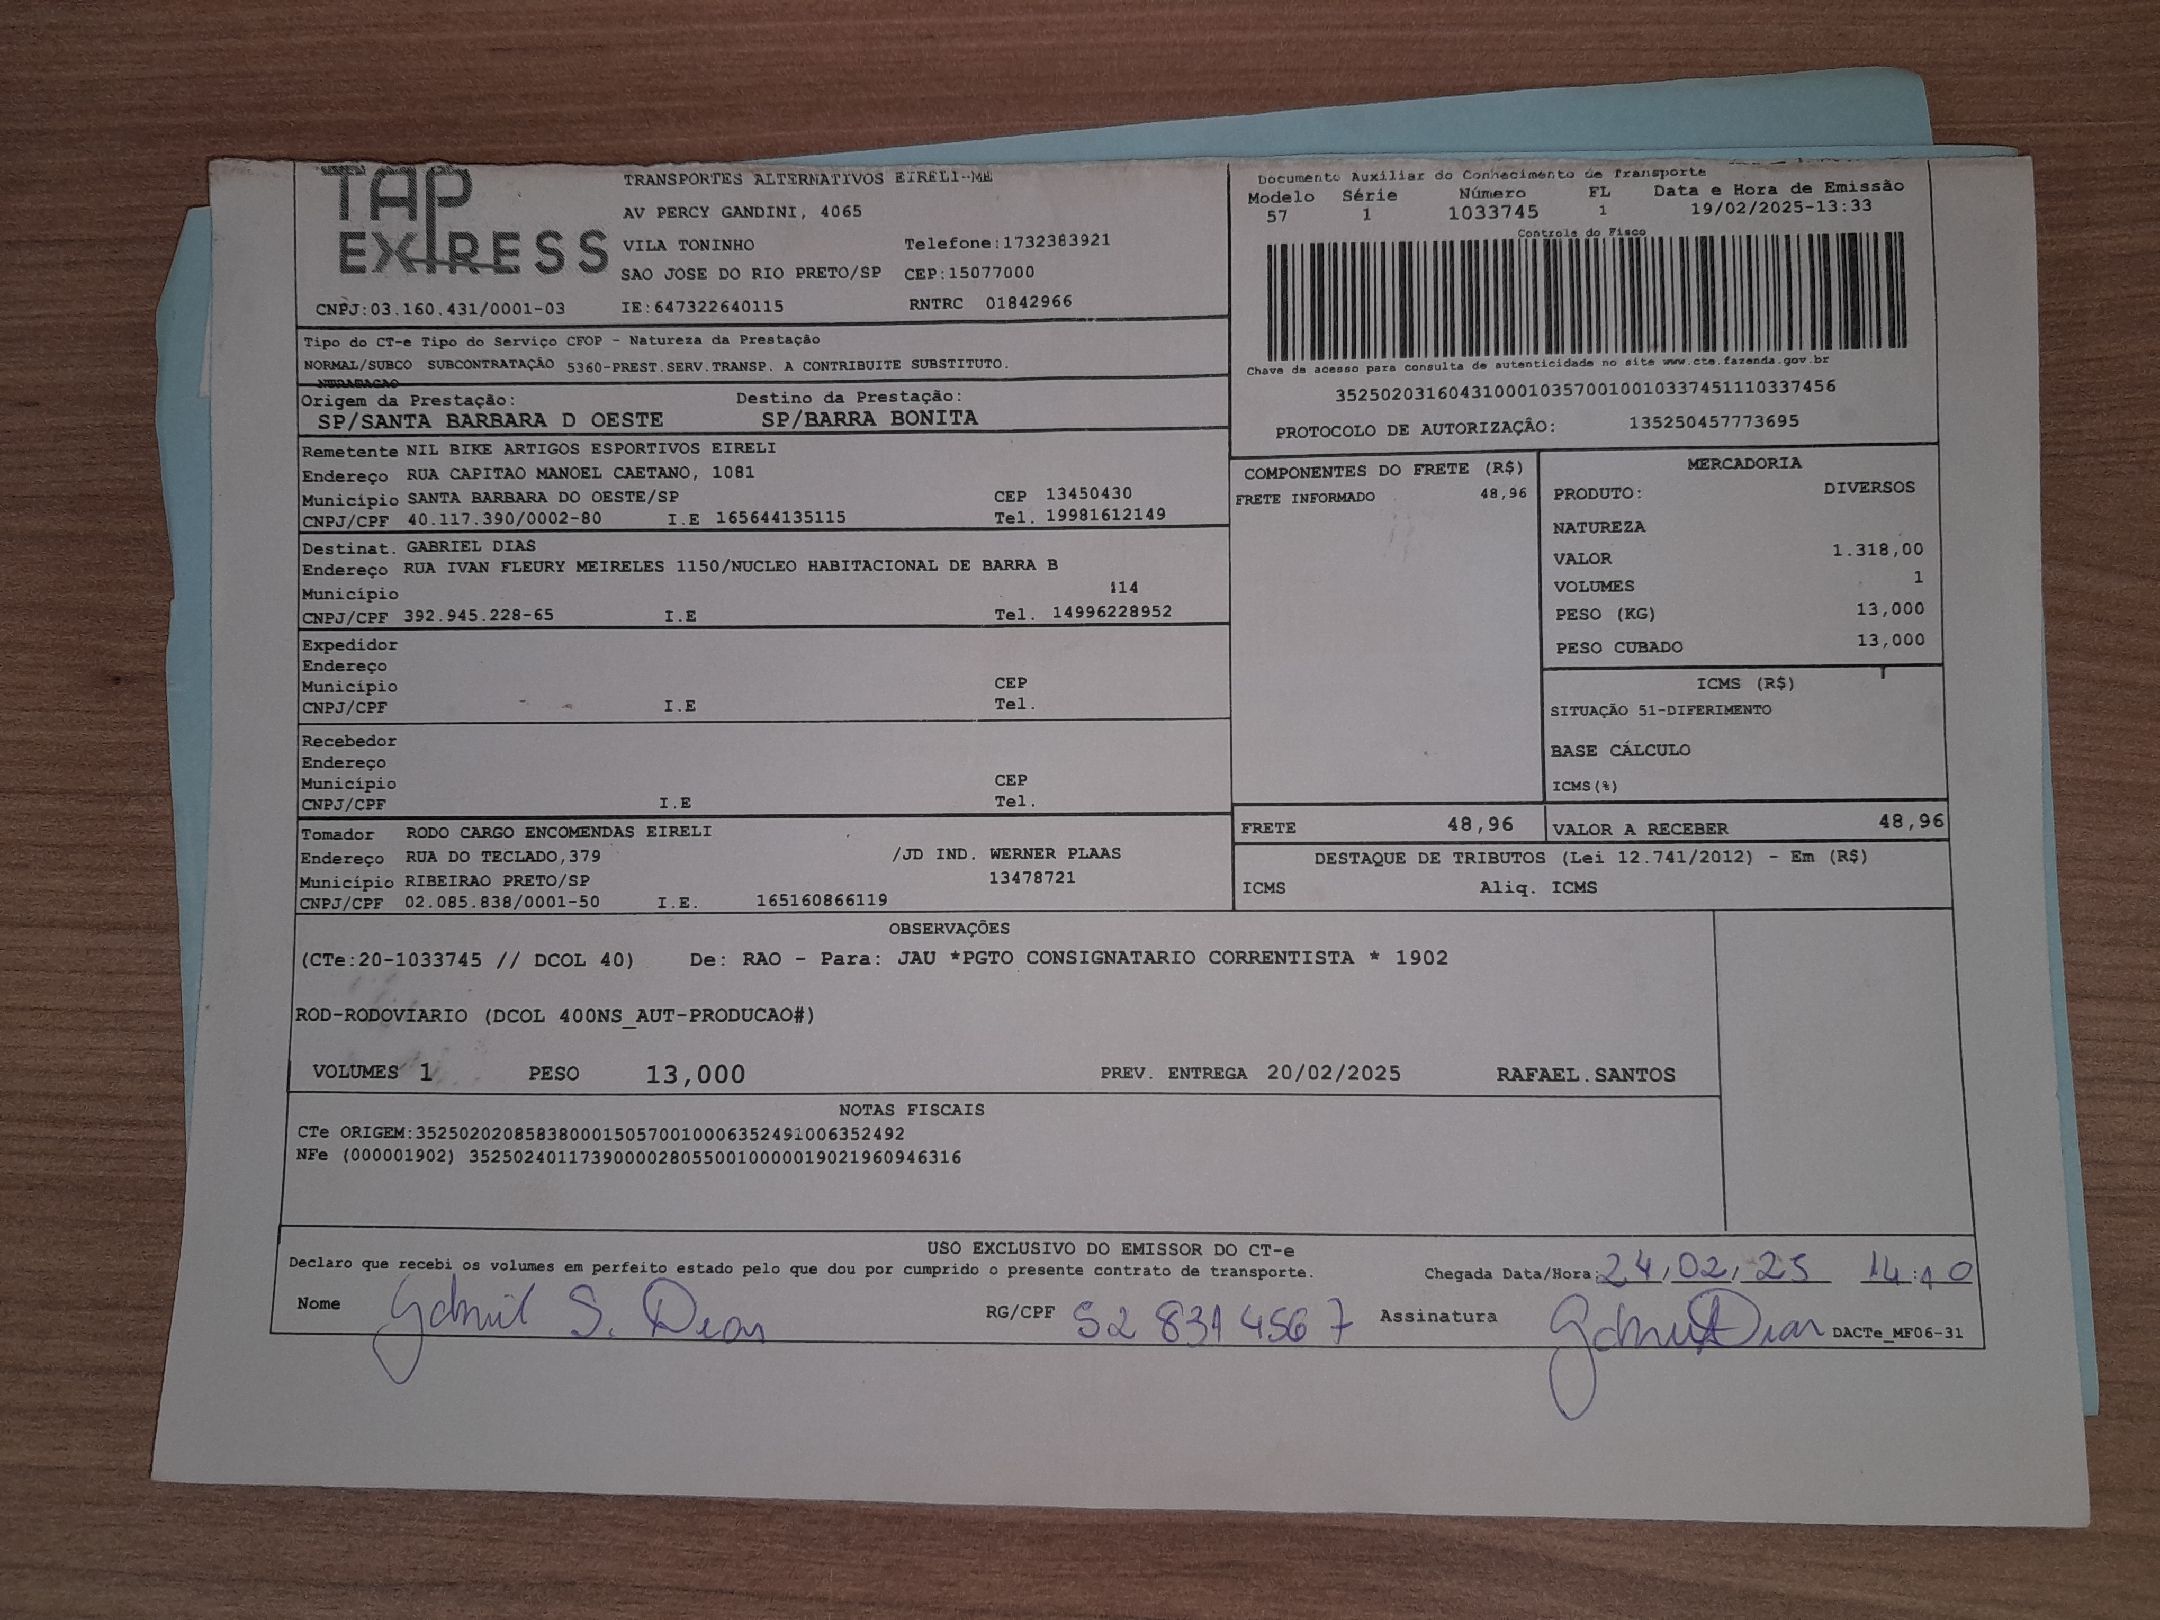 TAP
EXPRESS
TRANSPORTES ALTERNATIVOS EIRELI-ME
AV PERCY GANDINI, 4065
VILA TONINHO Telefone:1732383921
SAO JOSE DO RIO PRETO/SP CEP:15077000
CNPJ:03.160.431/0001-03 IE:647322640115 RNTRC 01842966
Documento Auxiliar do Conhecimento de Transporte
Modelo Série Número FL Data e Hora de Emissão
57 1 1033745 1 19/02/2025-13:33
Controle do Fisco
Chave de acesso para consulta de autenticidade no site www.cte.fazenda.gov.br
35250203160431000103570010010337451110337456
PROTOCOLO DE AUTORIZAÇÃO: 135250457773695
Tipo do CT-e Tipo do Serviço CFOP - Natureza da Prestação
NORMAL/SUBCO SUBCONTRATAÇÃO 5360-PREST.SERV.TRANSP. A CONTRIBUITE SUBSTITUTO.
NTRATACAO
Origem da Prestação: Destino da Prestação:
SP/SANTA BARBARA D OESTE SP/BARRA BONITA
Remetente NIL BIKE ARTIGOS ESPORTIVOS EIRELI
Endereço RUA CAPITAO MANOEL CAETANO, 1081
Município SANTA BARBARA DO OESTE/SP CEP 13450430
CNPJ/CPF 40.117.390/0002-80 I.E 165644135115 Tel. 19981612149
Destinat. GABRIEL DIAS
Endereço RUA IVAN FLEURY MEIRELES 1150/NUCLEO HABITACIONAL DE BARRA B
Município 114
CNPJ/CPF 392.945.228-65 I.E Tel. 14996228952
Expedidor
Endereço
Município CEP
CNPJ/CPF I.E Tel.
Recebedor
Endereço
Município CEP
CNPJ/CPF I.E Tel.
Tomador RODO CARGO ENCOMENDAS EIRELI
Endereço RUA DO TECLADO,379 /JD IND. WERNER PLAAS
Município RIBEIRAO PRETO/SP 13478721
CNPJ/CPF 02.085.838/0001-50 I.E. 165160866119
COMPONENTES DO FRETE (R$)
FRETE INFORMADO 48,96
MERCADORIA
PRODUTO: DIVERSOS
NATUREZA
VALOR 1.318,00
VOLUMES 1
PESO (KG) 13,000
PESO CUBADO 13,000
ICMS (R$)
SITUAÇÃO 51-DIFERIMENTO
BASE CÁLCULO
ICMS(%)
FRETE 48,96 VALOR A RECEBER 48,96
DESTAQUE DE TRIBUTOS (Lei 12.741/2012) - Em (R$)
ICMS Aliq. ICMS
OBSERVAÇÕES
(CTe:20-1033745 // DCOL 40) De: RAO - Para: JAU *PGTO CONSIGNATARIO CORRENTISTA * 1902
ROD-RODOVIARIO (DCOL 400NS_AUT-PRODUCAO#)
VOLUMES 1 PESO 13,000 PREV. ENTREGA 20/02/2025 RAFAEL.SANTOS
NOTAS FISCAIS
CTe ORIGEM:35250202085838000150570010006352491006352492
NFe (000001902) 35250240117390000280550010000019021960946316
USO EXCLUSIVO DO EMISSOR DO CT-e
Declaro que recebi os volumes em perfeito estado pelo que dou por cumprido o presente contrato de transporte. Chegada Data/Hora: 24,02,25 14:10
Nome Gabriel S. Dias RG/CPF 528314567 Assinatura Gabriel Dias DACTe_MF06-31